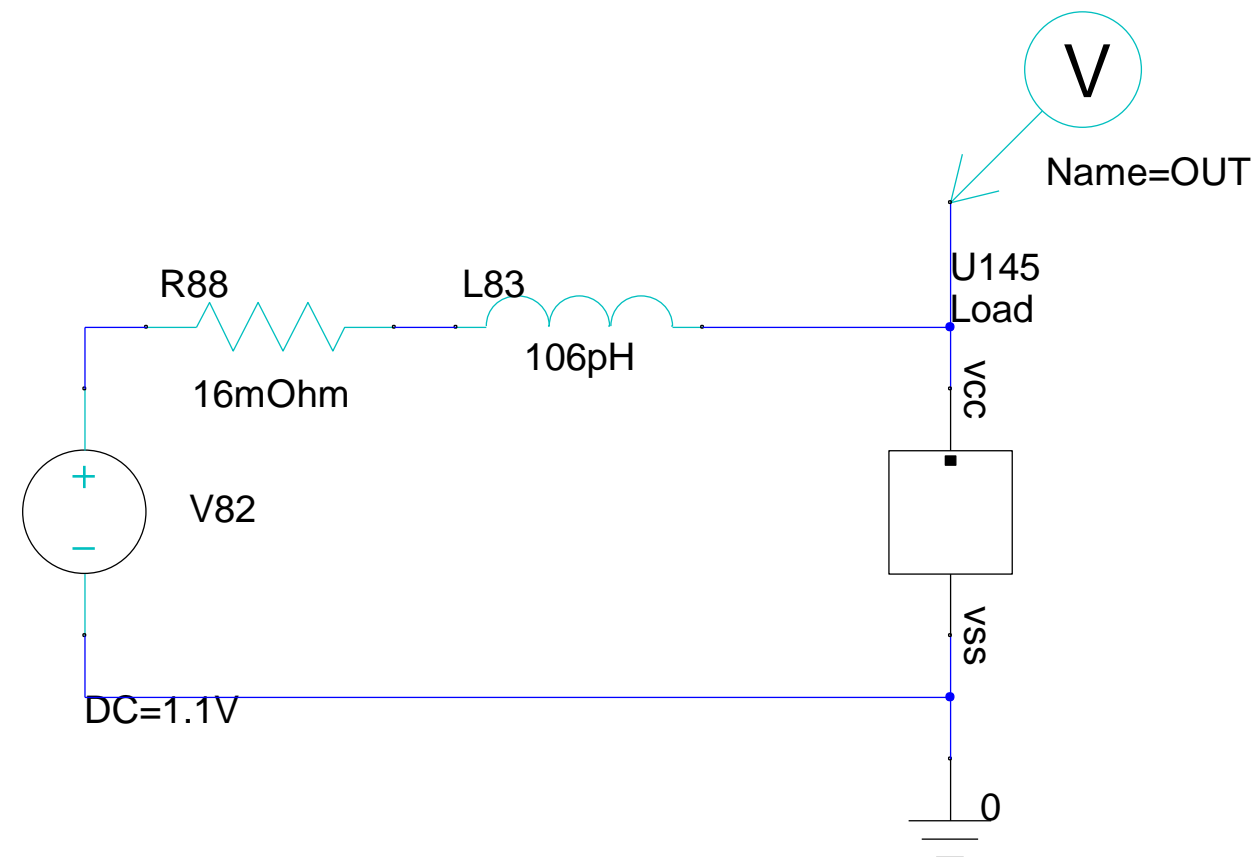 V
Name=OUT
U145
Load
R88
L83
106pH
16mOhm
vcc
+
V82
−
vss
DC=1.1V
0